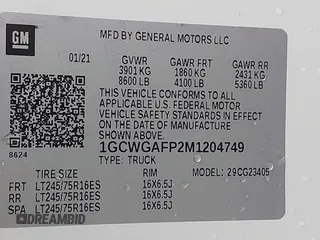 GM
MFD BY GENERAL MOTORS LLC
01/21 GVWR GAWR FRT GAWR RR
3901 KG 1860 KG 2431 KG
8600 LB 4100 LB 5360 LB
THIS VEHICLE CONFORMS TO ALL
APPLICABLE U.S. FEDERAL MOTOR
VEHICLE SAFETY STANDARDS IN EFFECT
ON THE DATE OF MANUFACTURE
SHOWN ABOVE.
8624
1GCWGAFP2M1204749
TYPE: TRUCK
TIRE SIZE RIM MODEL: 29CG23405
FRT LT245/75R16ES 16X6.5J
RR LT245/75R16ES 16X6.5J
SPA LT245/75R16ES 16X6.5J
DREAMBID